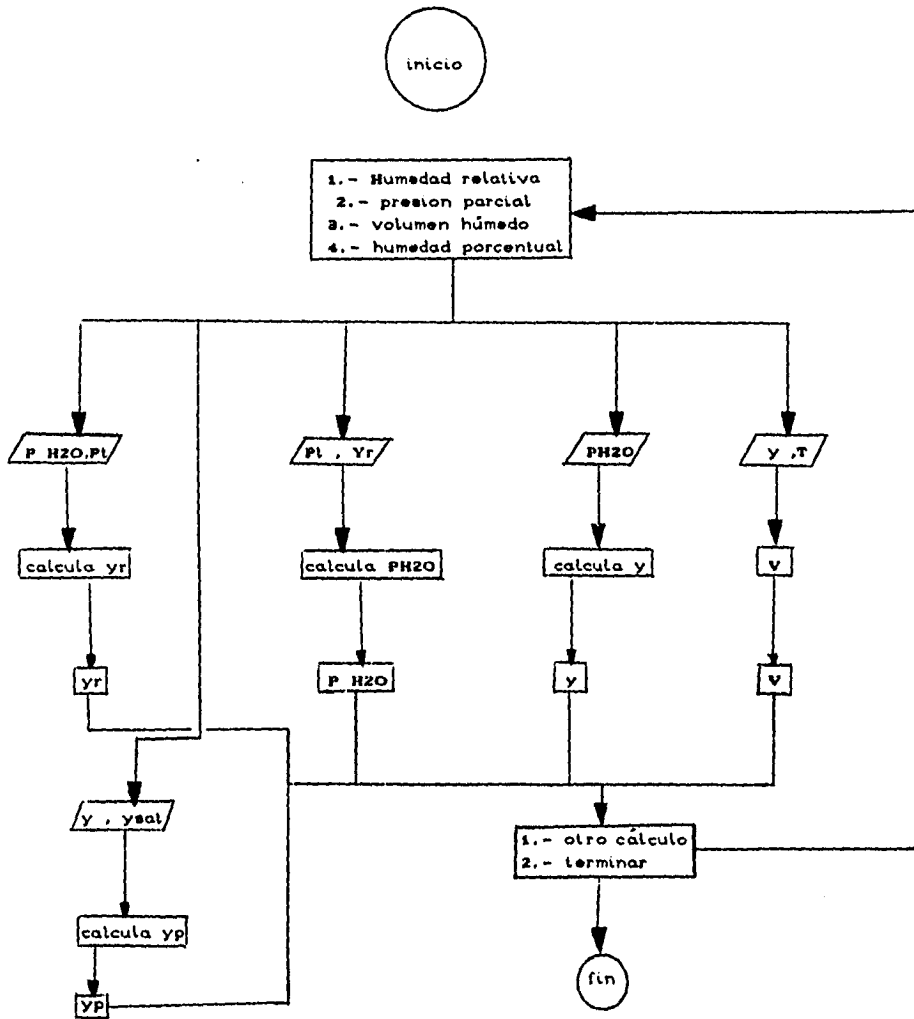 inicio
1.- Humedad relativa
2.- presion parcial
3.- volumen húmedo
4.- humedad porcentual
P H2O,Pt
Pt , Yr
PH2O
y ,T
calcula yr
calcula PH2O
calcula y
v
yr
P H2O
y
v
y , ysat
1.- otro cálculo
2.- terminar
calcula yp
yp
fin